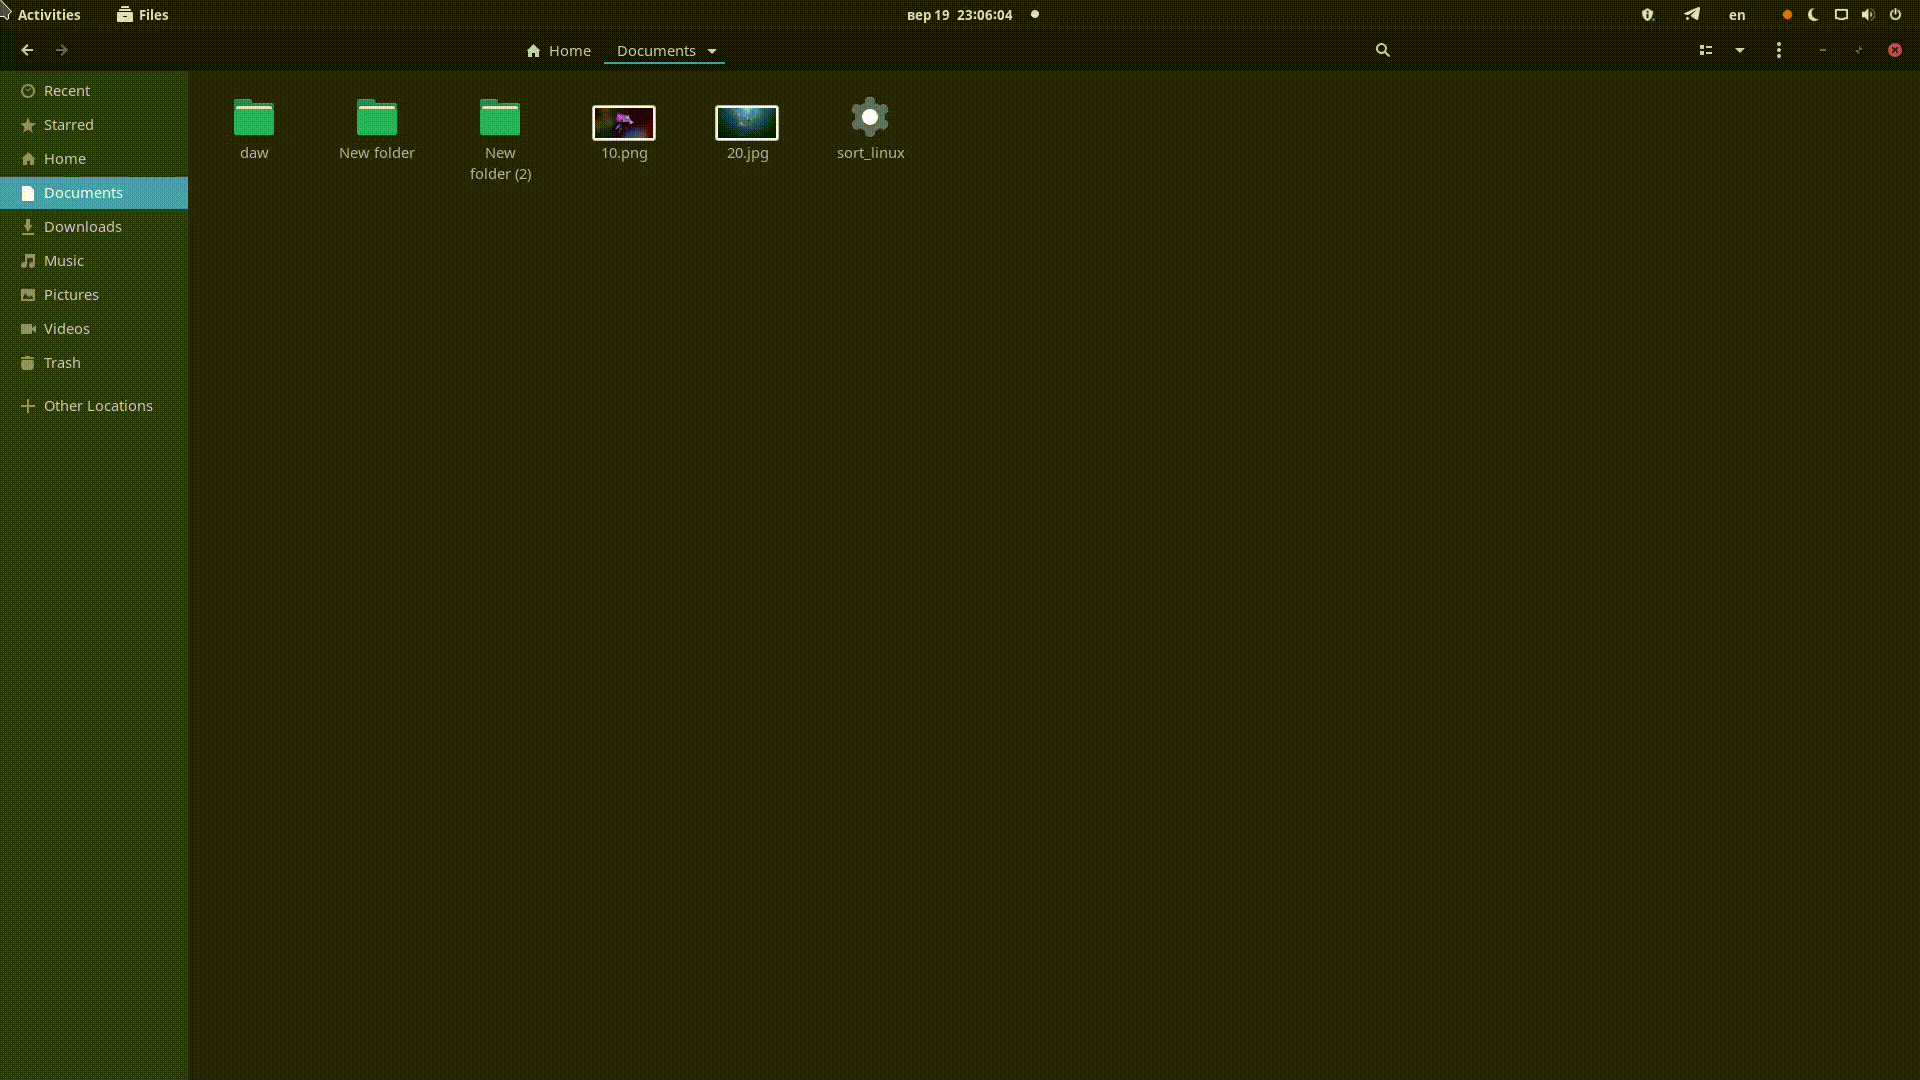 Activities
Files
вер 19 23:06:04
en
Home
Documents
Recent
Starred
Home
Documents
Downloads
Music
Pictures
Videos
Trash
Other Locations
daw
New folder
New
folder (2)
10.png
20.jpg
sort_linux